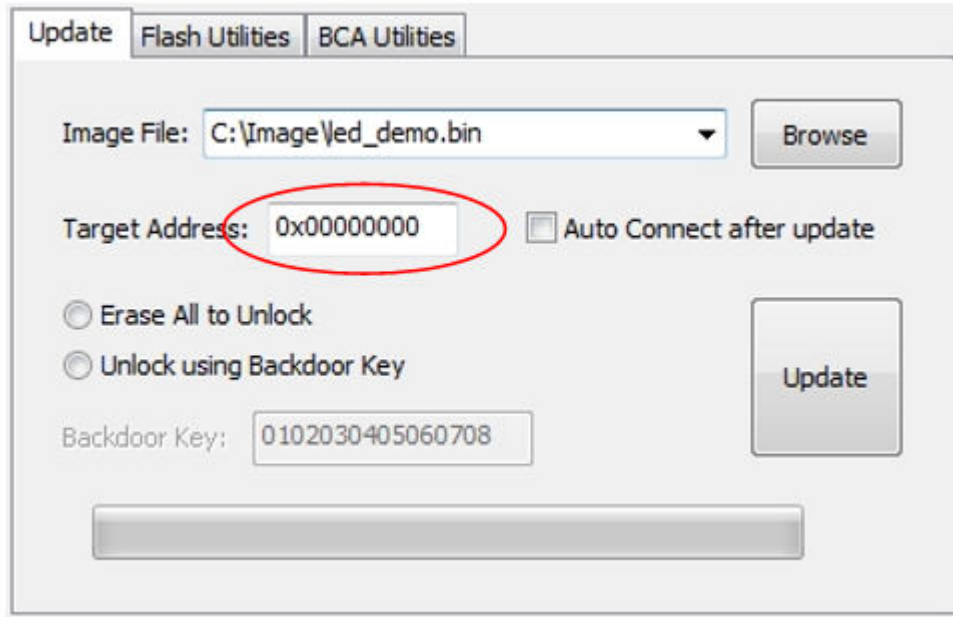 Update Flash Utilities BCA Utilities
Image File: C:\Image\led_demo.bin Browse
Target Address: 0x00000000 Auto Connect after update
Erase All to Unlock
Unlock using Backdoor Key
Update
Backdoor Key: 0102030405060708